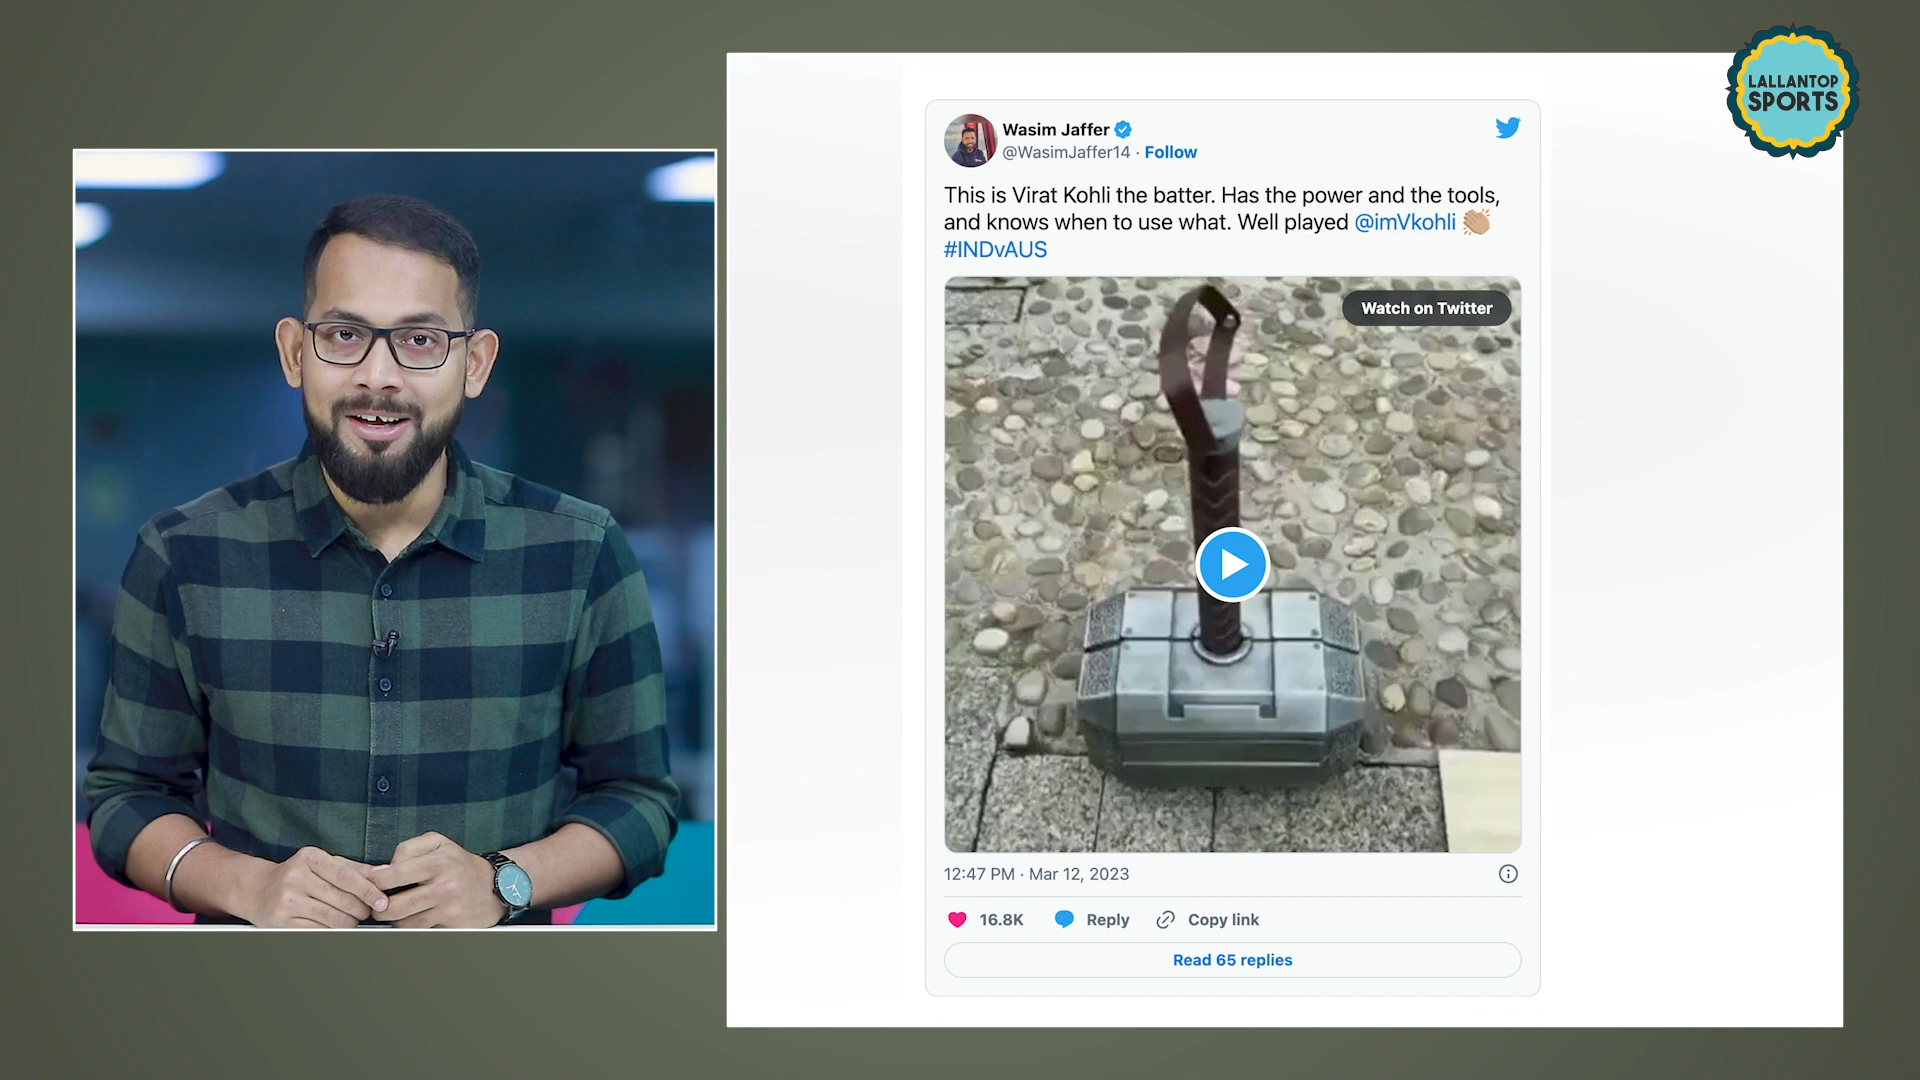 LALLANTOP
SPORTS
Wasim Jaffer
@WasimJaffer14 · Follow
This is Virat Kohli the batter. Has the power and the tools,
and knows when to use what. Well played @imVkohli 👏🏼
#INDvAUS
Watch on Twitter
12:47 PM · Mar 12, 2023
16.8K Reply Copy link
Read 65 replies